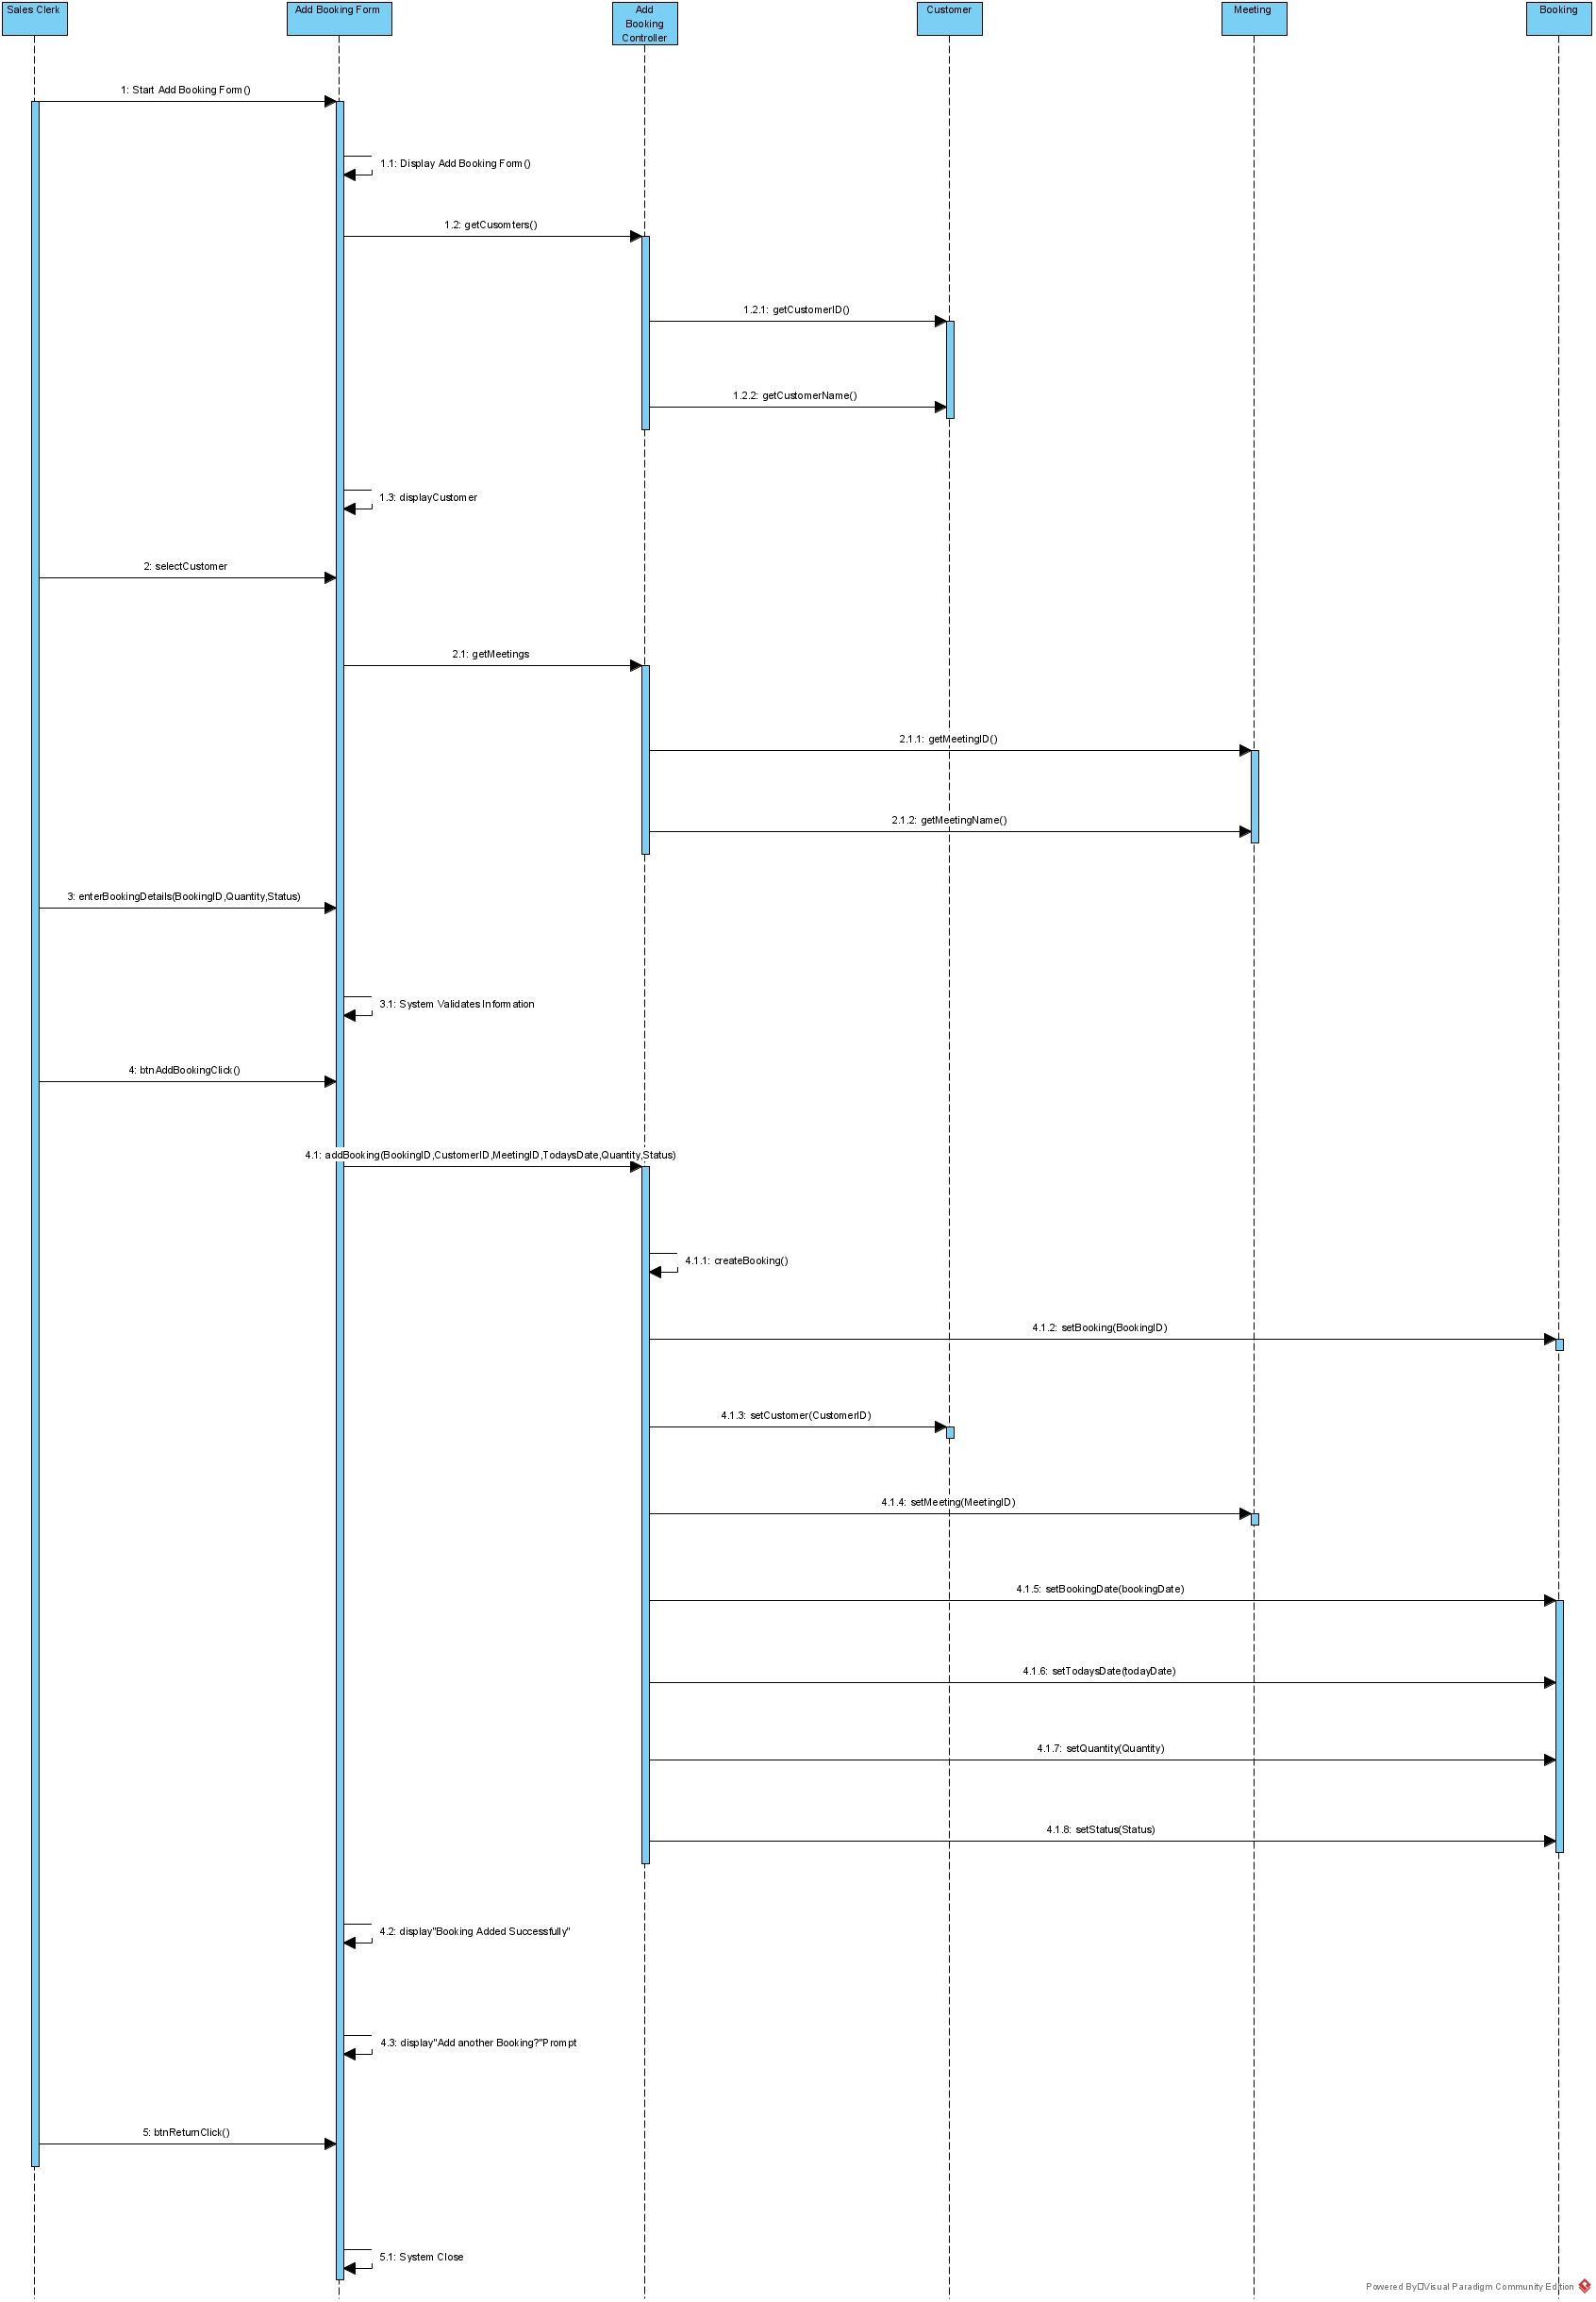 Sales Clerk
Add Booking Form
Add
Booking
Controller
Customer
Meeting
Booking
1: Start Add Booking Form()
1.1: Display Add Booking Form()
1.2: getCusomters()
1.2.1: getCustomerID()
1.2.2: getCustomerName()
1.3: displayCustomer
2: selectCustomer
2.1: getMeetings
2.1.1: getMeetingID()
2.1.2: getMeetingName()
3: enterBookingDetails(BookingID,Quantity,Status)
3.1: System Validates Information
4: btnAddBookingClick()
4.1: addBooking(BookingID,CustomerID,MeetingID,TodaysDate,Quantity,Status)
4.1.1: createBooking()
4.1.2: setBooking(BookingID)
4.1.3: setCustomer(CustomerID)
4.1.4: setMeeting(MeetingID)
4.1.5: setBookingDate(bookingDate)
4.1.6: setTodaysDate(todayDate)
4.1.7: setQuantity(Quantity)
4.1.8: setStatus(Status)
4.2: display"Booking Added Successfully"
4.3: display"Add another Booking?"Prompt
5: btnReturnClick()
5.1: System Close
Powered By□Visual Paradigm Community Edition